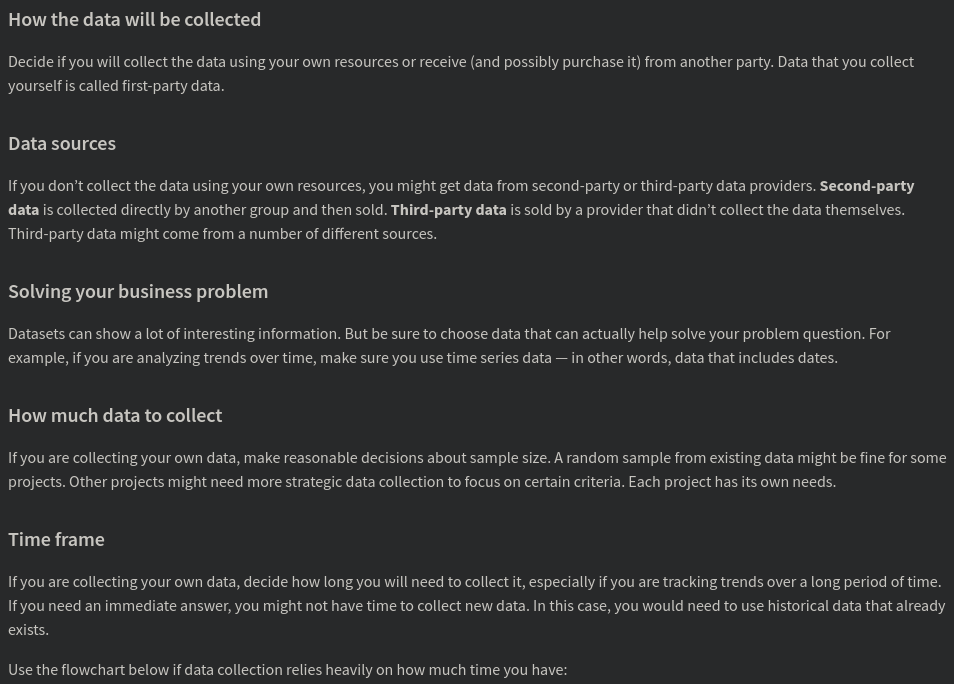 How the data will be collected
Decide if you will collect the data using your own resources or receive (and possibly purchase it) from another party. Data that you collect
yourself is called first-party data.
Data sources
If you don’t collect the data using your own resources, you might get data from second-party or third-party data providers. Second-party
data is collected directly by another group and then sold. Third-party data is sold by a provider that didn’t collect the data themselves.
Third-party data might come from a number of different sources.
Solving your business problem
Datasets can show a lot of interesting information. But be sure to choose data that can actually help solve your problem question. For
example, if you are analyzing trends over time, make sure you use time series data — in other words, data that includes dates.
How much data to collect
If you are collecting your own data, make reasonable decisions about sample size. A random sample from existing data might be fine for some
projects. Other projects might need more strategic data collection to focus on certain criteria. Each project has its own needs.
Time frame
If you are collecting your own data, decide how long you will need to collect it, especially if you are tracking trends over a long period of time.
If you need an immediate answer, you might not have time to collect new data. In this case, you would need to use historical data that already
exists.
Use the flowchart below if data collection relies heavily on how much time you have: